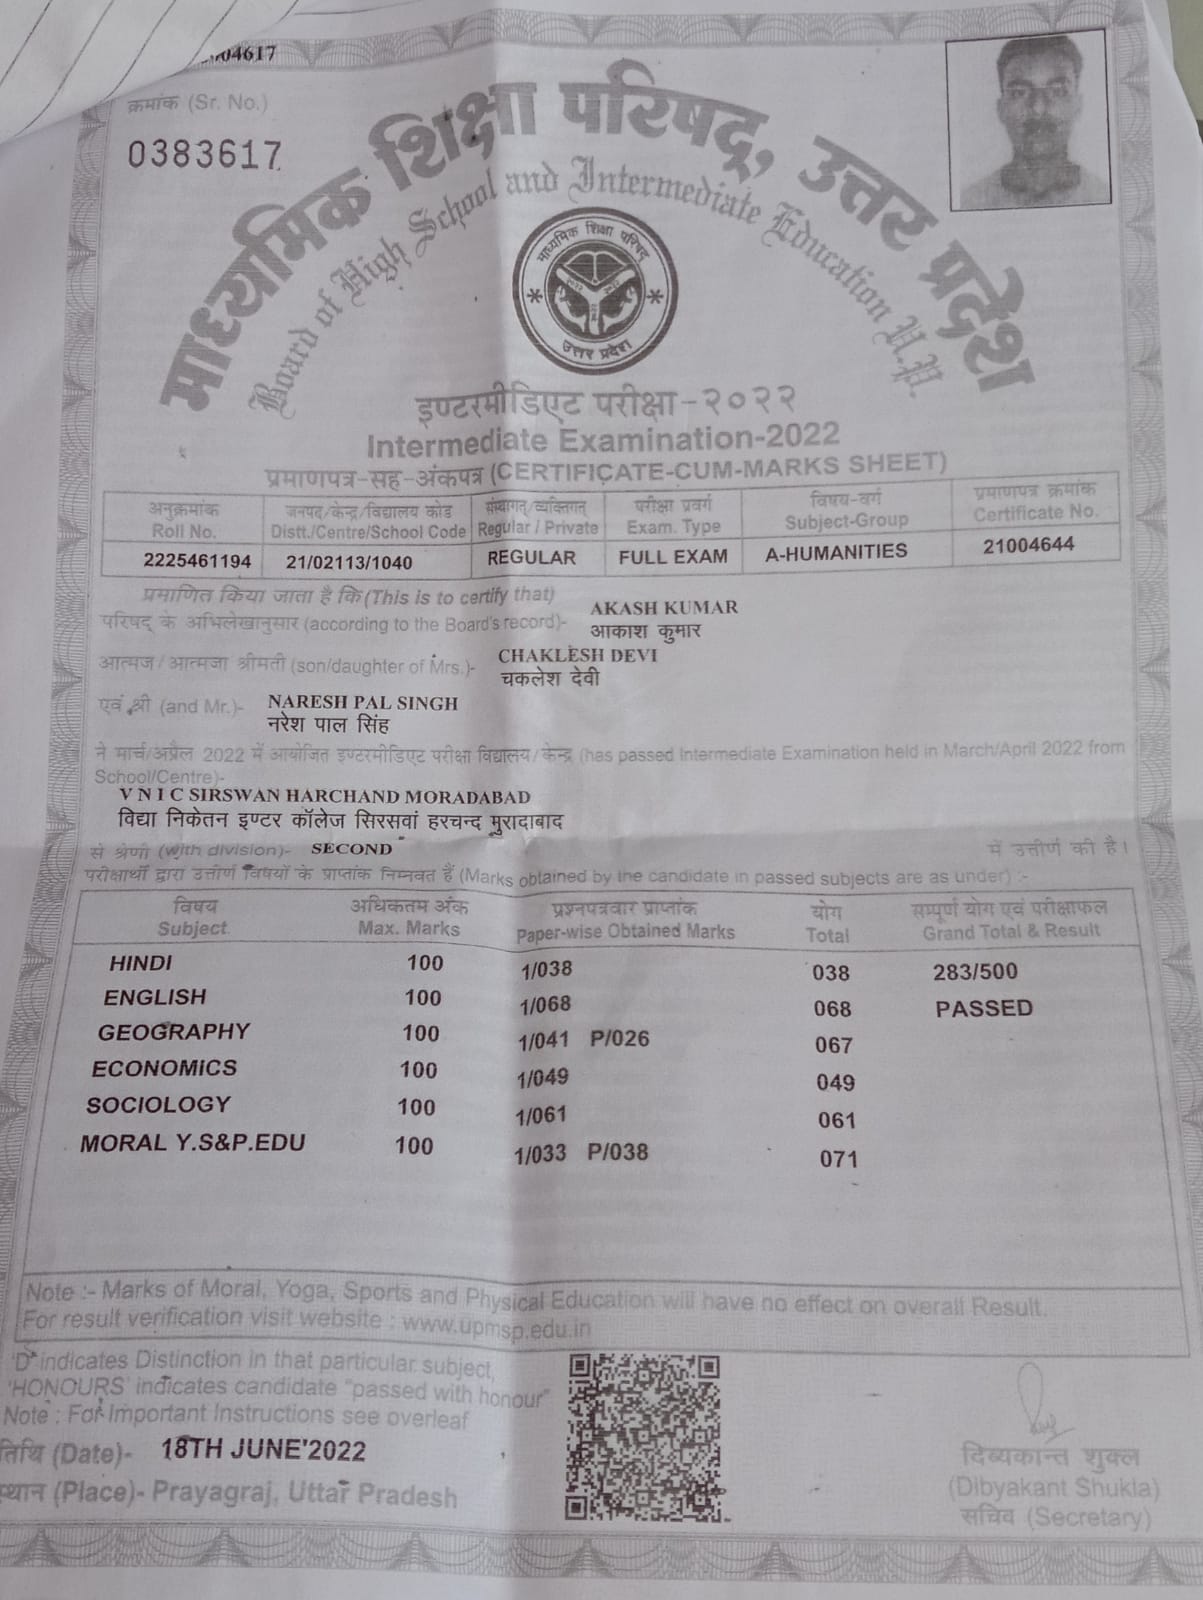 04617
क्रमांक (Sr. No.)
0383617
माध्यमिक शिक्षा परिषद्, उत्तर प्रदेश
Board of High School and Intermediate Education U.P.
माध्यमिक शिक्षा परिषद्
उत्तर प्रदेश
इण्टरमीडिएट परीक्षा-२०२२
Intermediate Examination-2022
प्रमाणपत्र-सह-अंकपत्र (CERTIFICATE-CUM-MARKS SHEET)
अनुक्रमांक जनपद/केन्द्र/विद्यालय कोड संस्थागत/व्यक्तिगत परीक्षा प्रवर्ग विषय-वर्ग प्रमाणपत्र क्रमांक
Roll No. Distt./Centre/School Code Regular / Private Exam. Type Subject-Group Certificate No.
2225461194 21/02113/1040 REGULAR FULL EXAM A-HUMANITIES 21004644
प्रमाणित किया जाता है कि (This is to certify that)
परिषद् के अभिलेखानुसार (according to the Board's record)- AKASH KUMAR
आकाश कुमार
आत्मज/आत्मजा श्रीमती (son/daughter of Mrs.)- CHAKLESH DEVI
चकलेश देवी
एवं श्री (and Mr.)- NARESH PAL SINGH
नरेश पाल सिंह
ने मार्च/अप्रैल 2022 में आयोजित इण्टरमीडिएट परीक्षा विद्यालय/केन्द्र (has passed Intermediate Examination held in March/April 2022 from
School/Centre)-
V N I C SIRSWAN HARCHAND MORADABAD
विद्या निकेतन इण्टर कॉलेज सिरसवां हरचन्द मुरादाबाद
से श्रेणी (with division)- SECOND में उत्तीर्ण की है।
परीक्षार्थी द्वारा उत्तीर्ण विषयों के प्राप्तांक निम्नवत हैं (Marks obtained by the candidate in passed subjects are as under) :-
विषय अधिकतम अंक प्रश्नपत्रवार प्राप्तांक योग सम्पूर्ण योग एवं परीक्षाफल
Subject Max. Marks Paper-wise Obtained Marks Total Grand Total & Result
HINDI 100 1/038 038 283/500
ENGLISH 100 1/068 068 PASSED
GEOGRAPHY 100 1/041 P/026 067
ECONOMICS 100 1/049 049
SOCIOLOGY 100 1/061 061
MORAL Y.S&P.EDU 100 1/033 P/038 071
Note :- Marks of Moral, Yoga, Sports and Physical Education will have no effect on overall Result.
For result verification visit website : www.upmsp.edu.in
'D' indicates Distinction in that particular subject,
'HONOURS' indicates candidate "passed with honour"
Note : For Important Instructions see overleaf
तिथि (Date)- 18TH JUNE'2022
स्थान (Place)- Prayagraj, Uttar Pradesh
दिव्यकान्त शुक्ल
(Dibyakant Shukla)
सचिव (Secretary)